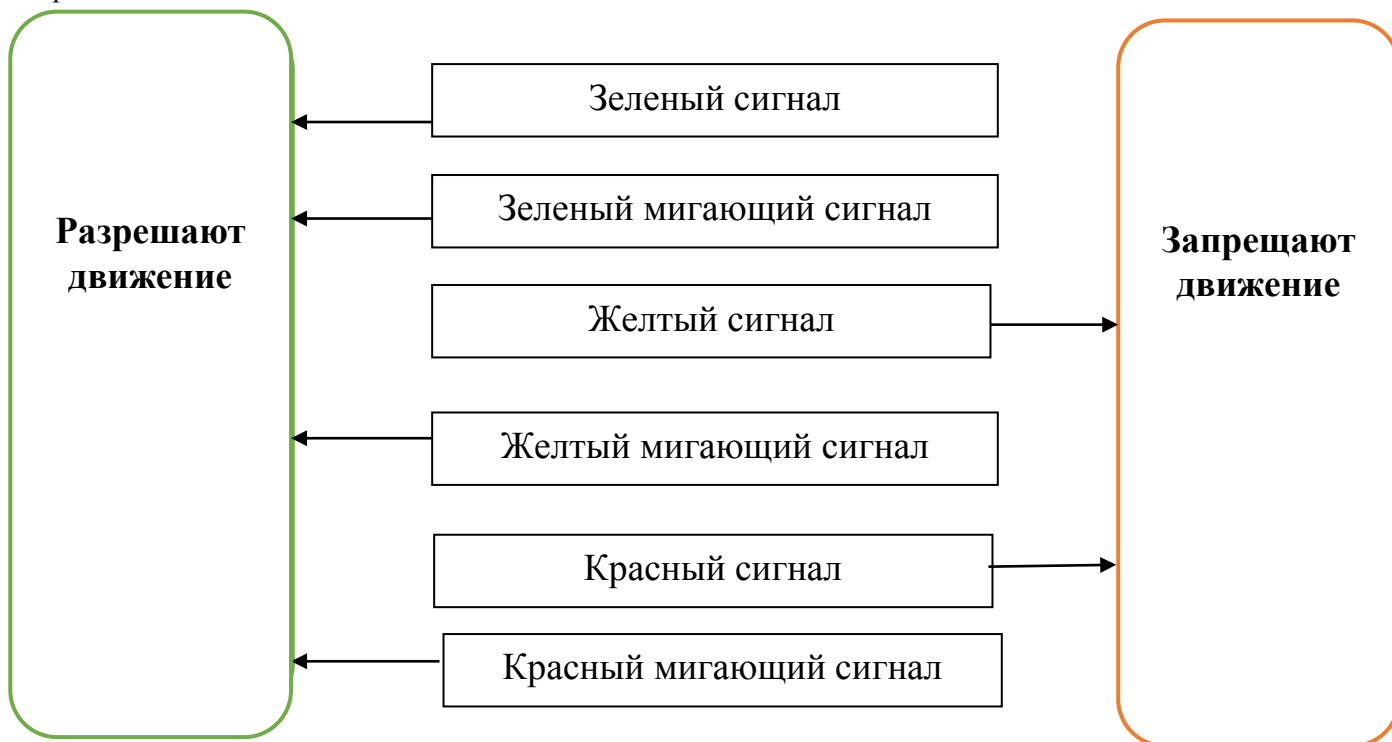 Зеленый сигнал
Зеленый мигающий сигнал
Разрешают
движение
Запрещают
движение
Желтый сигнал
Желтый мигающий сигнал
Красный сигнал
Красный мигающий сигнал